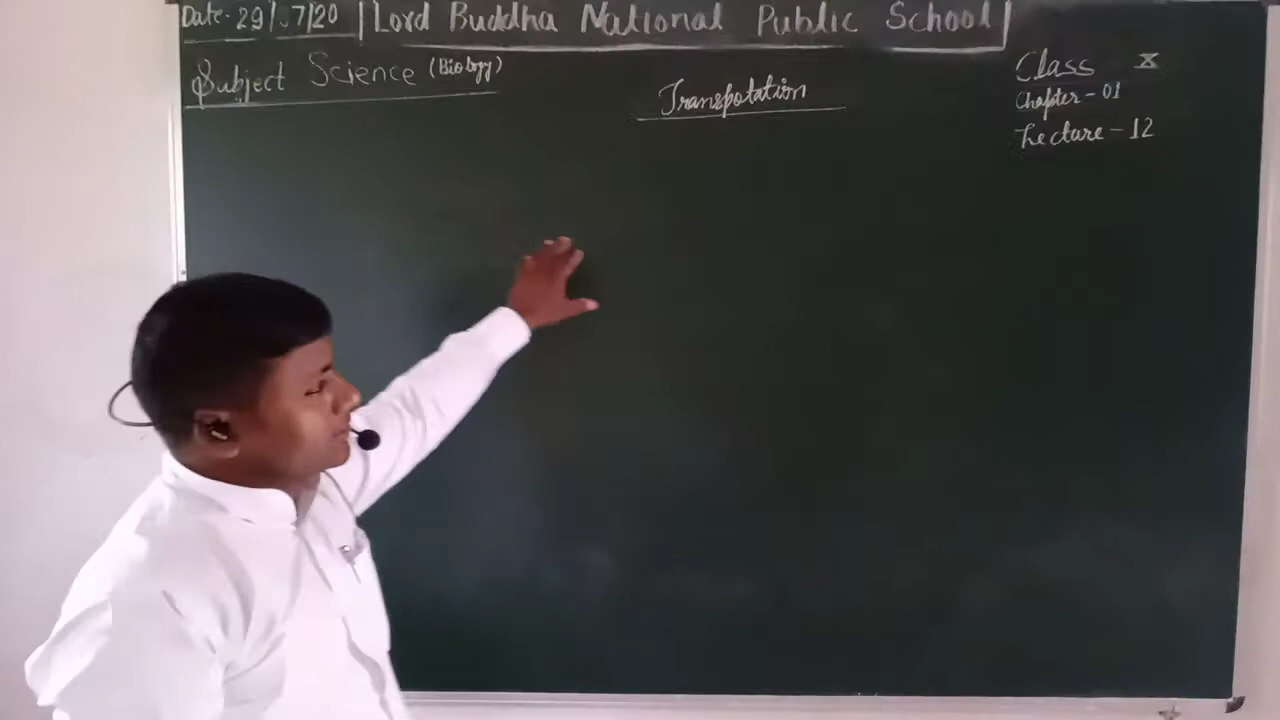 Date- 29/07/20 | Lord Buddha National Public School |
Subject Science (Biology)
Transpotation
Class X
Chapter - 01
Lecture - 12